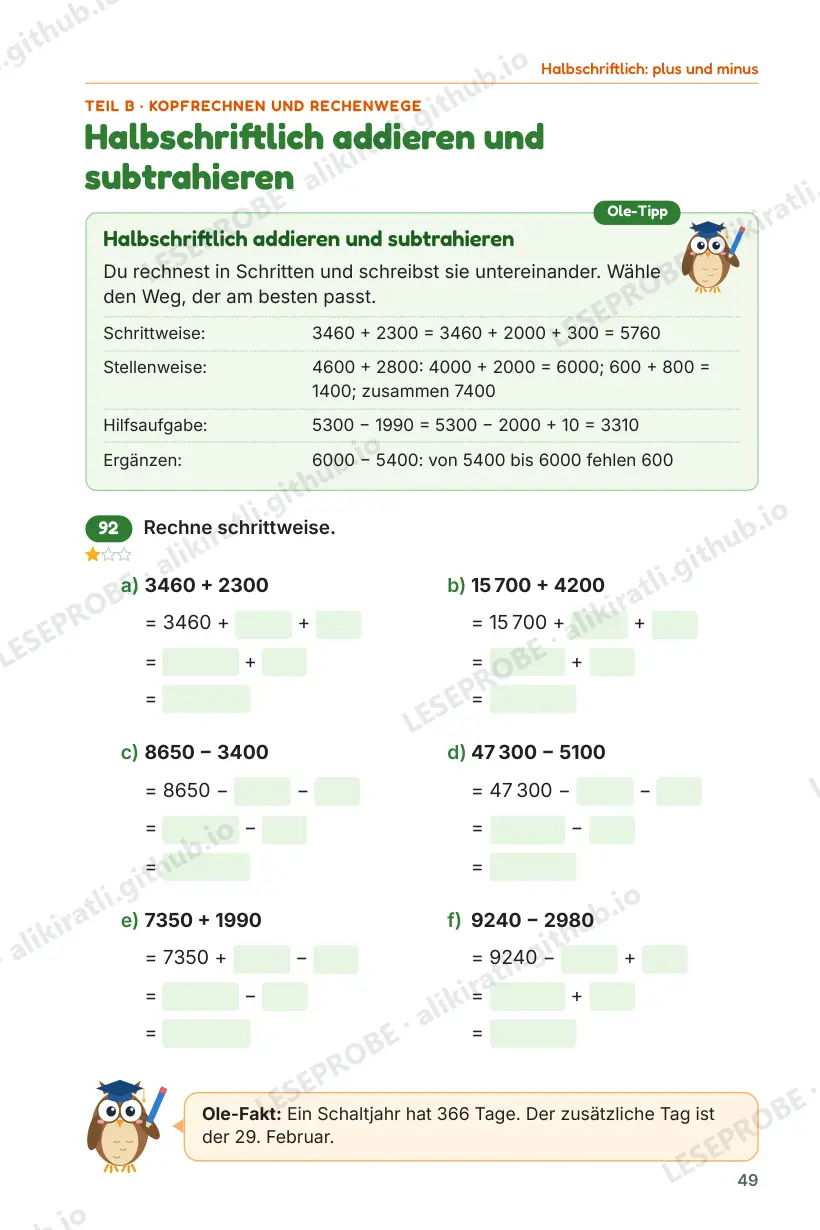 Halbschriftlich: plus und minus
TEIL B · KOPFRECHNEN UND RECHENWEGE
Halbschriftlich addieren und
subtrahieren
Ole-Tipp
Halbschriftlich addieren und subtrahieren
Du rechnest in Schritten und schreibst sie untereinander. Wähle
den Weg, der am besten passt.
Schrittweise: 3460 + 2300 = 3460 + 2000 + 300 = 5760
Stellenweise: 4600 + 2800: 4000 + 2000 = 6000; 600 + 800 =
1400; zusammen 7400
Hilfsaufgabe: 5300 − 1990 = 5300 − 2000 + 10 = 3310
Ergänzen: 6000 − 5400: von 5400 bis 6000 fehlen 600
92 Rechne schrittweise.
a) 3460 + 2300
= 3460 + +
= +
=
b) 15 700 + 4200
= 15 700 + +
= +
=
c) 8650 − 3400
= 8650 − −
= −
=
d) 47 300 − 5100
= 47 300 − −
= −
=
e) 7350 + 1990
= 7350 + −
= −
=
f) 9240 − 2980
= 9240 − +
= +
=
Ole-Fakt: Ein Schaltjahr hat 366 Tage. Der zusätzliche Tag ist
der 29. Februar.
49
LESEPROBE · alikiratli.github.io